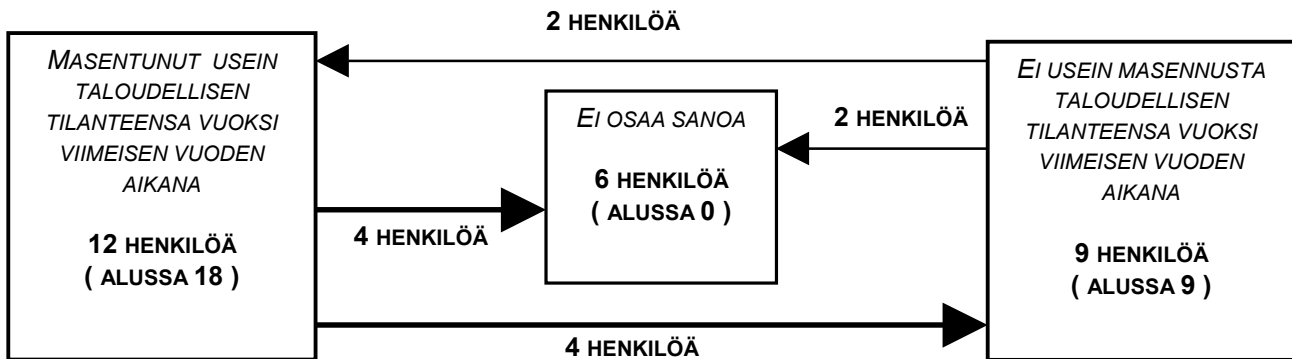 2 HENKILÖÄ
MASENTUNUT USEIN
TALOUDELLISEN
TILANTEENSA VUOKSI
VIIMEISEN VUODEN
AIKANA
12 HENKILÖÄ
( ALUSSA 18 )
EI OSAA SANOA
6 HENKILÖÄ
( ALUSSA 0 )
2 HENKILÖÄ
4 HENKILÖÄ
EI USEIN MASENNUSTA
TALOUDELLISEN
TILANTEENSA VUOKSI
VIIMEISEN VUODEN
AIKANA
9 HENKILÖÄ
( ALUSSA 9 )
4 HENKILÖÄ